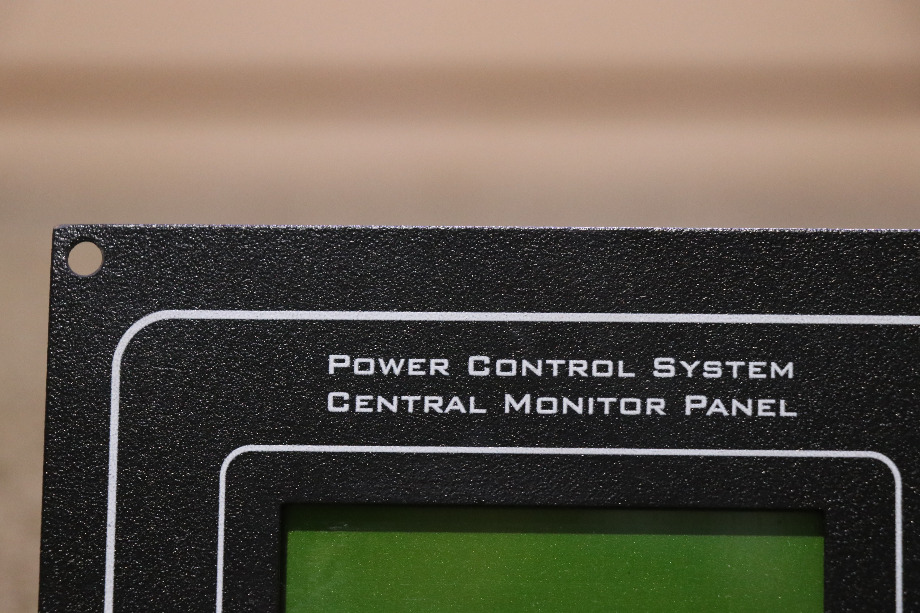 Power Control System
Central Monitor Panel